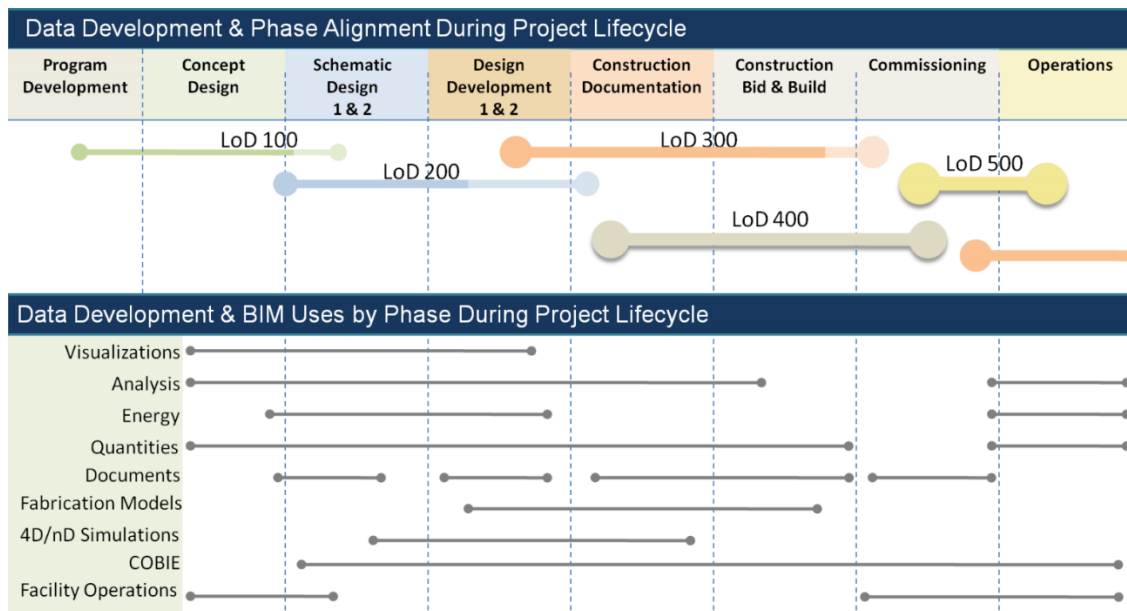 Data Development & Phase Alignment During Project Lifecycle
Program Development
Concept Design
Schematic Design 1 & 2
Design Development 1 & 2
Construction Documentation
Construction Bid & Build
Commissioning
Operations
LoD 100
LoD 300
LoD 200
LoD 500
LoD 400
Data Development & BIM Uses by Phase During Project Lifecycle
Visualizations
Analysis
Energy
Quantities
Documents
Fabrication Models
4D/nD Simulations
COBIE
Facility Operations